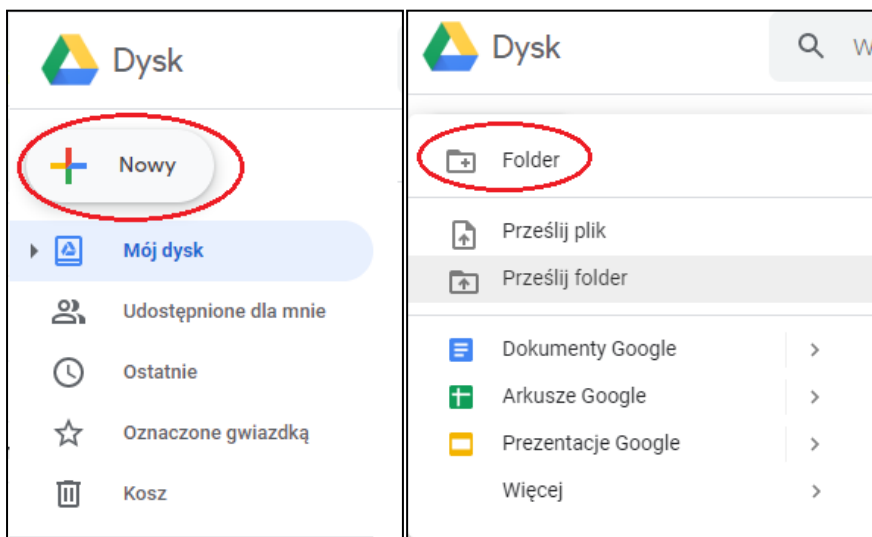 Dysk
Nowy
Mój dysk
Udostępnione dla mnie
Ostatnie
Oznaczone gwiazdką
Kosz
Dysk
W
Folder
Prześlij plik
Prześlij folder
Dokumenty Google
Arkusze Google
Prezentacje Google
Więcej